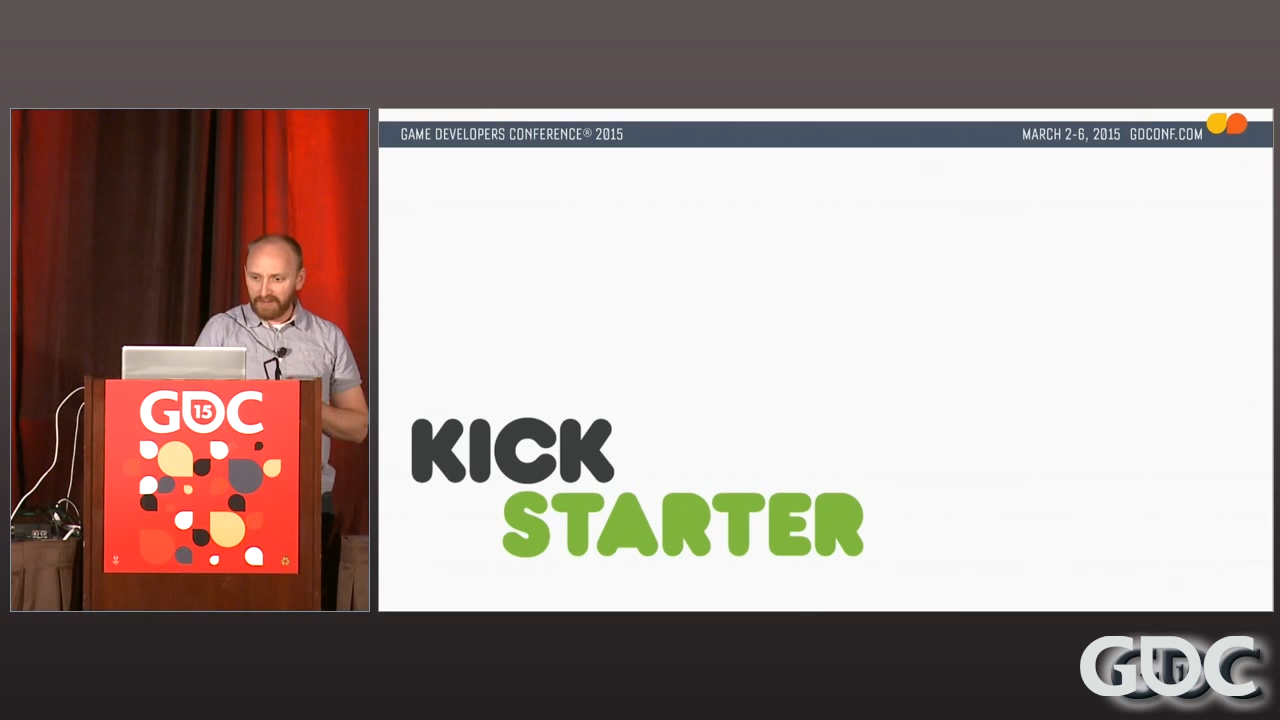 GAME DEVELOPERS CONFERENCE® 2015
MARCH 2-6, 2015 GDCONF.COM
KICK
STARTER
GDC
15
GDC